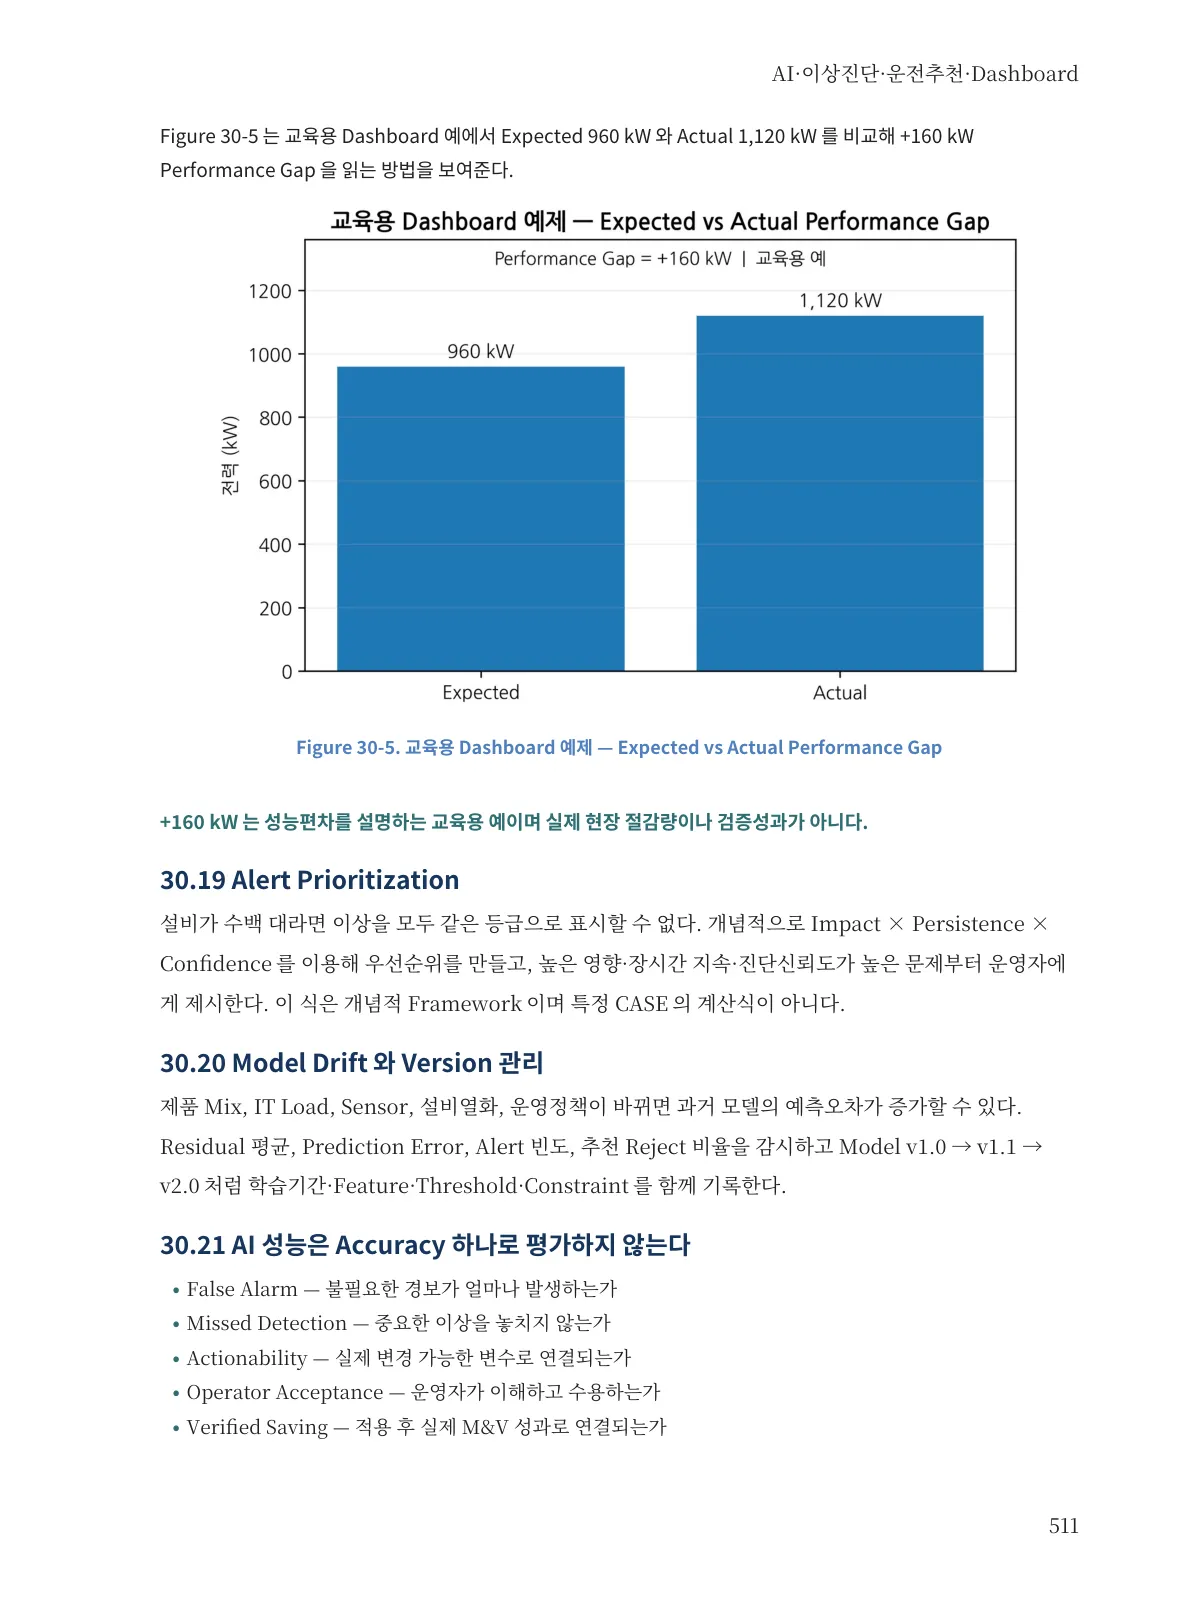 AI·이상진단·운전추천·Dashboard
Figure 30-5 는 교육용 Dashboard 예에서 Expected 960 kW 와 Actual 1,120 kW 를 비교해 +160 kW
Performance Gap 을 읽는 방법을 보여준다.
교육용 Dashboard 예제 — Expected vs Actual Performance Gap
Performance Gap = +160 kW | 교육용 예
1200
1000
800
600
400
200
0
전력 (kW)
960 kW
1,120 kW
Expected
Actual
Figure 30-5. 교육용 Dashboard 예제 — Expected vs Actual Performance Gap
+160 kW 는 성능편차를 설명하는 교육용 예이며 실제 현장 절감량이나 검증성과가 아니다.
30.19 Alert Prioritization
설비가 수백 대라면 이상을 모두 같은 등급으로 표시할 수 없다. 개념적으로 Impact × Persistence ×
Confidence 를 이용해 우선순위를 만들고, 높은 영향·장시간 지속·진단신뢰도가 높은 문제부터 운영자에
게 제시한다. 이 식은 개념적 Framework 이며 특정 CASE 의 계산식이 아니다.
30.20 Model Drift 와 Version 관리
제품 Mix, IT Load, Sensor, 설비열화, 운영정책이 바뀌면 과거 모델의 예측오차가 증가할 수 있다.
Residual 평균, Prediction Error, Alert 빈도, 추천 Reject 비율을 감시하고 Model v1.0 → v1.1 →
v2.0 처럼 학습기간·Feature·Threshold·Constraint 를 함께 기록한다.
30.21 AI 성능은 Accuracy 하나로 평가하지 않는다
• False Alarm — 불필요한 경보가 얼마나 발생하는가
• Missed Detection — 중요한 이상을 놓치지 않는가
• Actionability — 실제 변경 가능한 변수로 연결되는가
• Operator Acceptance — 운영자가 이해하고 수용하는가
• Verified Saving — 적용 후 실제 M&V 성과로 연결되는가
511